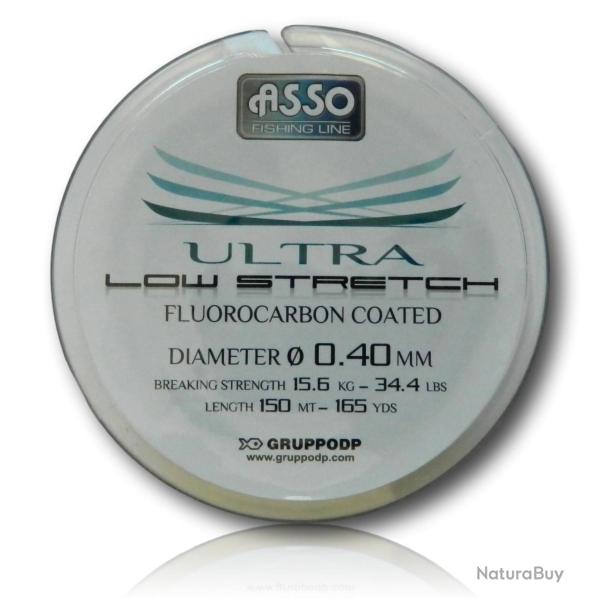 ASSO
FISHING LINE
ULTRA
LOW STRETCH
FLUOROCARBON COATED
DIAMETER Ø 0.40 MM
BREAKING STRENGTH 15.6 KG - 34.4 LBS
LENGTH 150 MT - 165 YDS
GRUPPODP
www.gruppodp.com
NaturaBuy